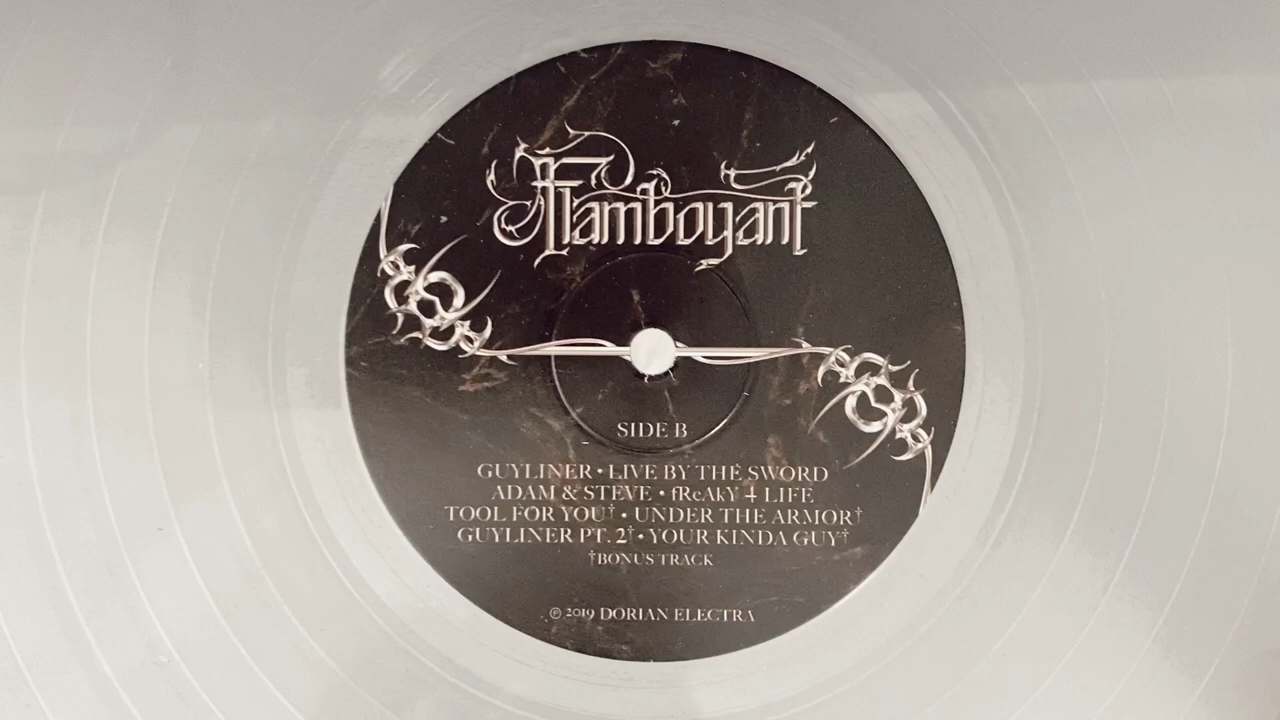 Flamboyant
SIDE B
GUYLINER • LIVE BY THE SWORD
ADAM & STEVE • fReAkY 4 LIFE
TOOL FOR YOU† • UNDER THE ARMOR†
GUYLINER PT. 2† • YOUR KINDA GUY†
†BONUS TRACK
℗ 2019 DORIAN ELECTRA